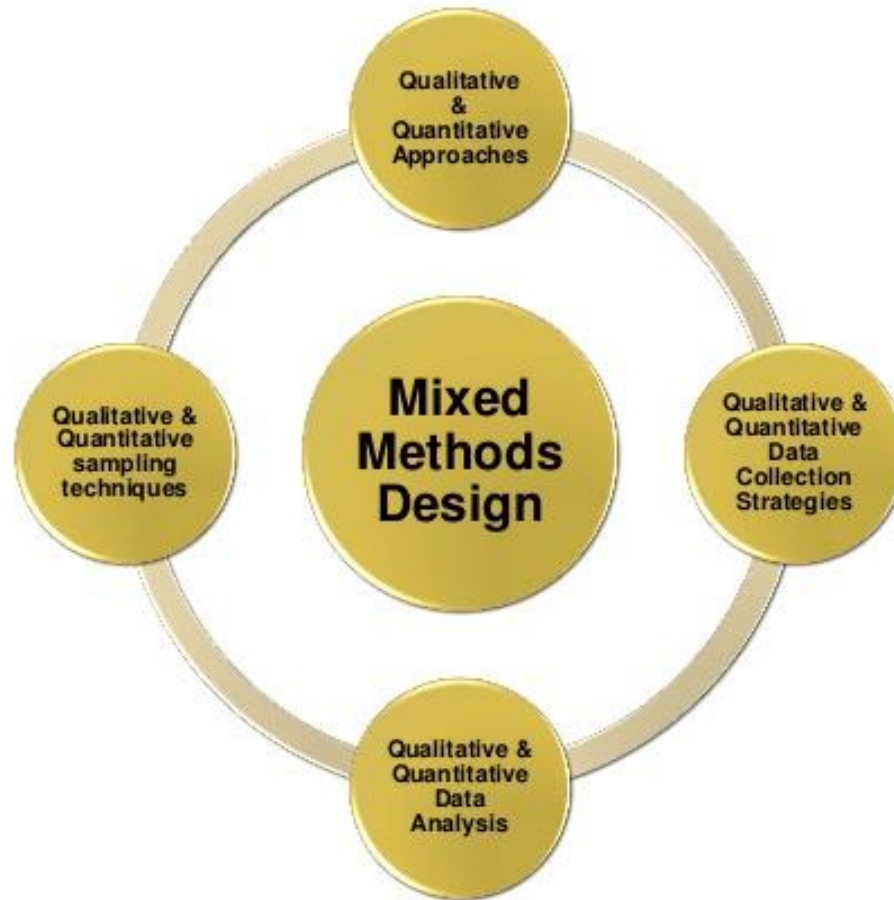 Qualitative
&
Quantitative
Approaches
Qualitative &
Quantitative
sampling
techniques
Mixed
Methods
Design
Qualitative &
Quantitative
Data
Collection
Strategies
Qualitative &
Quantitative
Data
Analysis